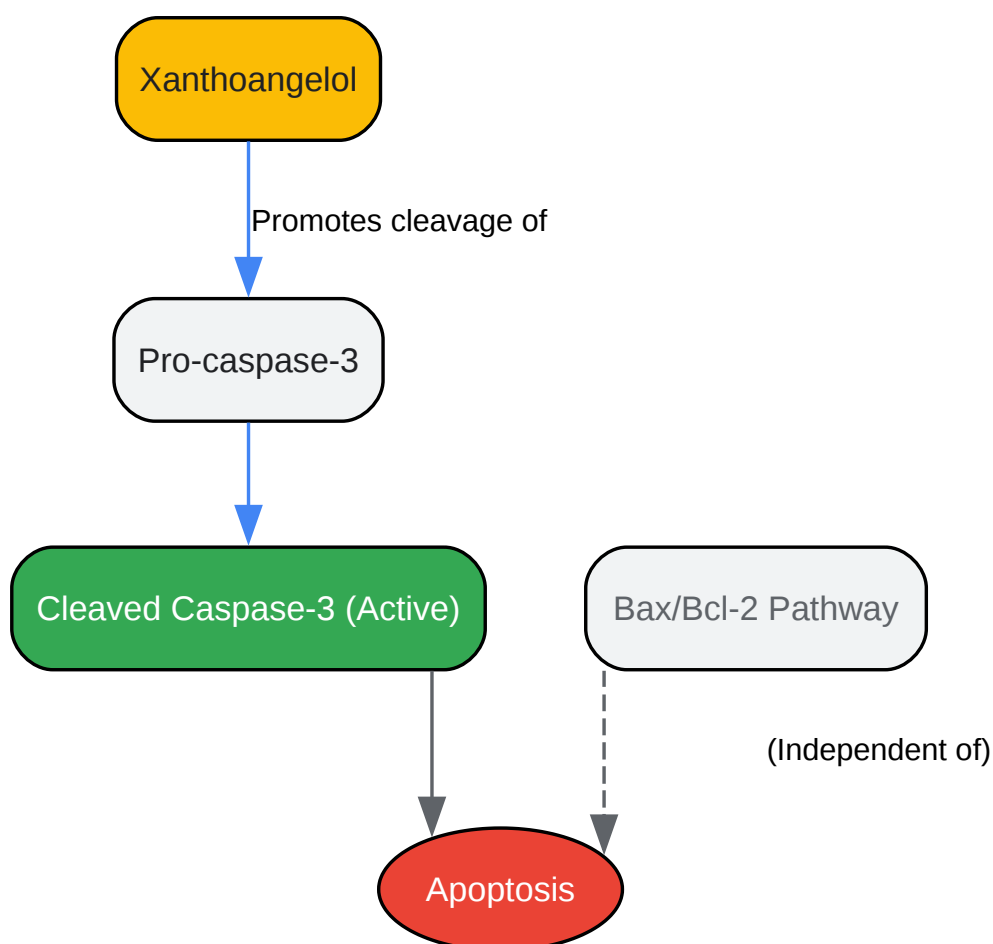 Xanthoangelol
Promotes cleavage of
Pro-caspase-3
Cleaved Caspase-3 (Active)
Bax/Bcl-2 Pathway
(Independent of)
Apoptosis